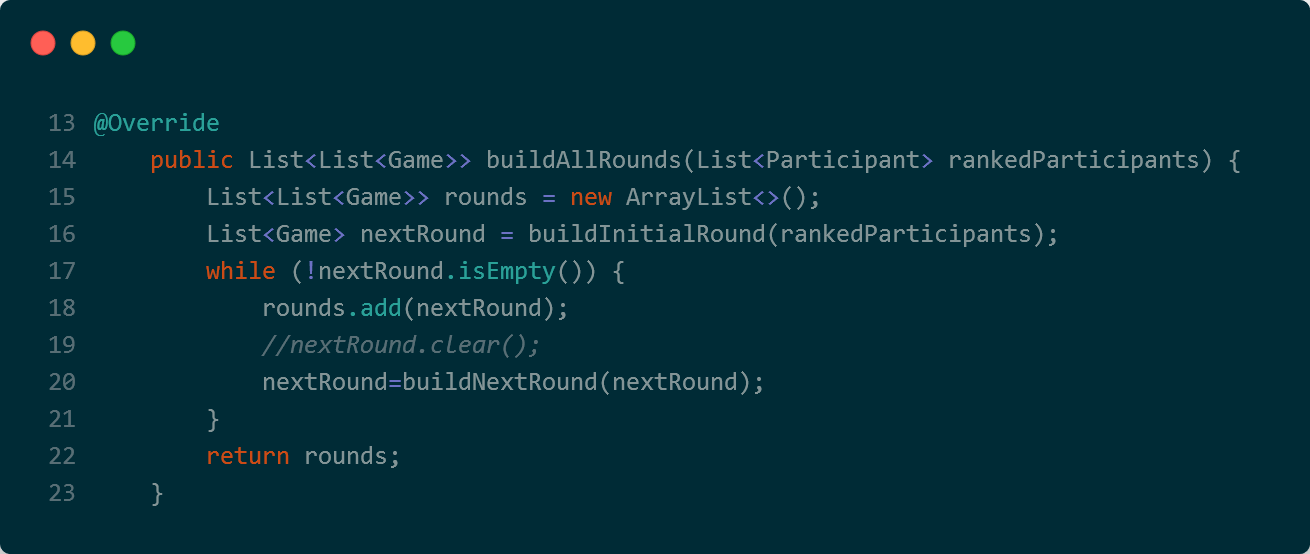 13 @Override
14     public List<List<Game>> buildAllRounds(List<Participant> rankedParticipants) {
15         List<List<Game>> rounds = new ArrayList<>();
16         List<Game> nextRound = buildInitialRound(rankedParticipants);
17         while (!nextRound.isEmpty()) {
18             rounds.add(nextRound);
19             //nextRound.clear();
20             nextRound=buildNextRound(nextRound);
21         }
22         return rounds;
23     }